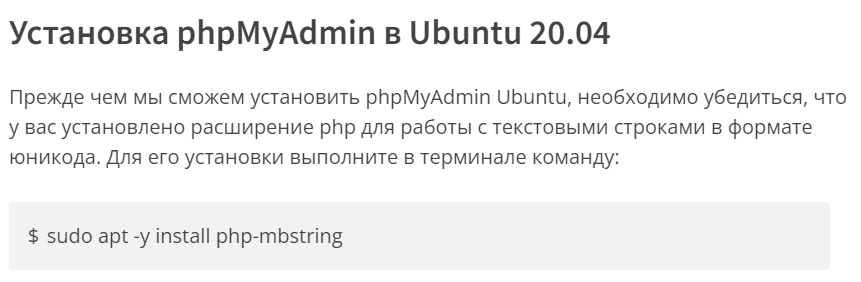 Установка phpMyAdmin в Ubuntu 20.04
Прежде чем мы сможем установить phpMyAdmin Ubuntu, необходимо убедиться, что
у вас установлено расширение php для работы с текстовыми строками в формате
юникода. Для его установки выполните в терминале команду:
$ sudo apt -y install php-mbstring